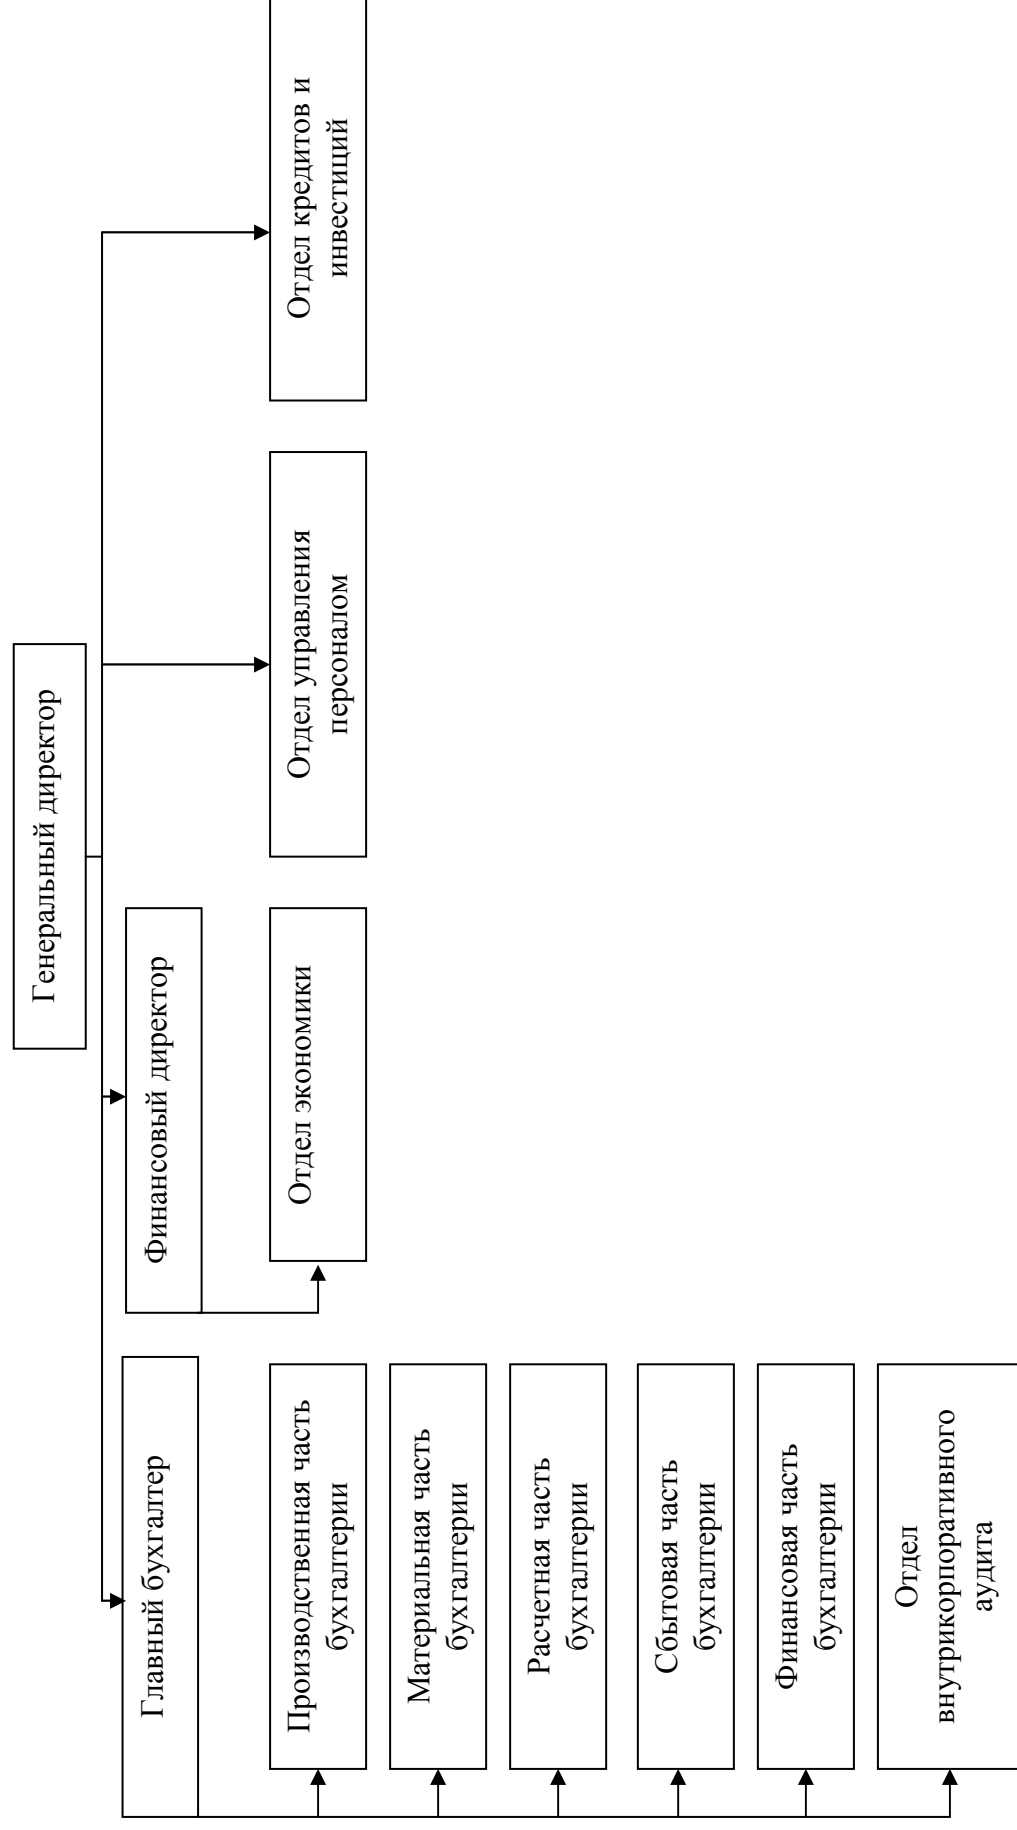 Генеральный директор
Главный бухгалтер
Финансовый директор
Производственная часть
бухгалтерии
Отдел экономики
Отдел управления
персоналом
Отдел кредитов и
инвестиций
Материальная часть
бухгалтерии
Расчетная часть
бухгалтерии
Сбытовая часть
бухгалтерии
Финансовая часть
бухгалтерии
Отдел
внутрикорпоративного
аудита